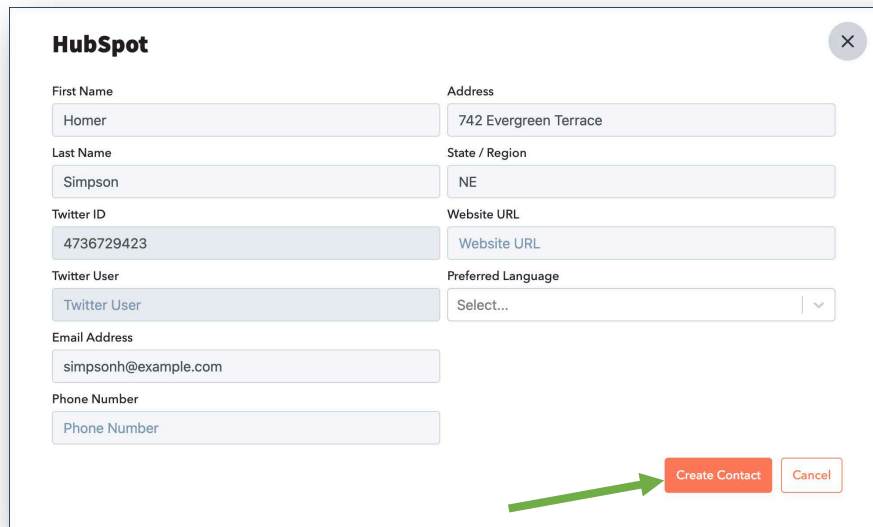 HubSpot
First Name
Homer
Last Name
Simpson
Twitter ID
4736729423
Twitter User
Twitter User
Email Address
simpsonh@example.com
Phone Number
Phone Number
Address
742 Evergreen Terrace
State / Region
NE
Website URL
Website URL
Preferred Language
Select...
Create Contact
Cancel